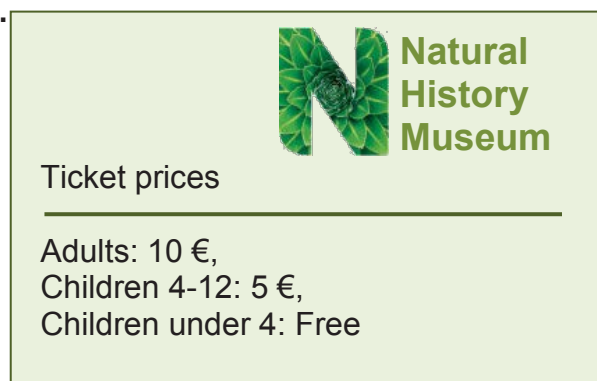 .
Natural
History
Museum
Ticket prices
Adults: 10 €,
Children 4-12: 5 €,
Children under 4: Free